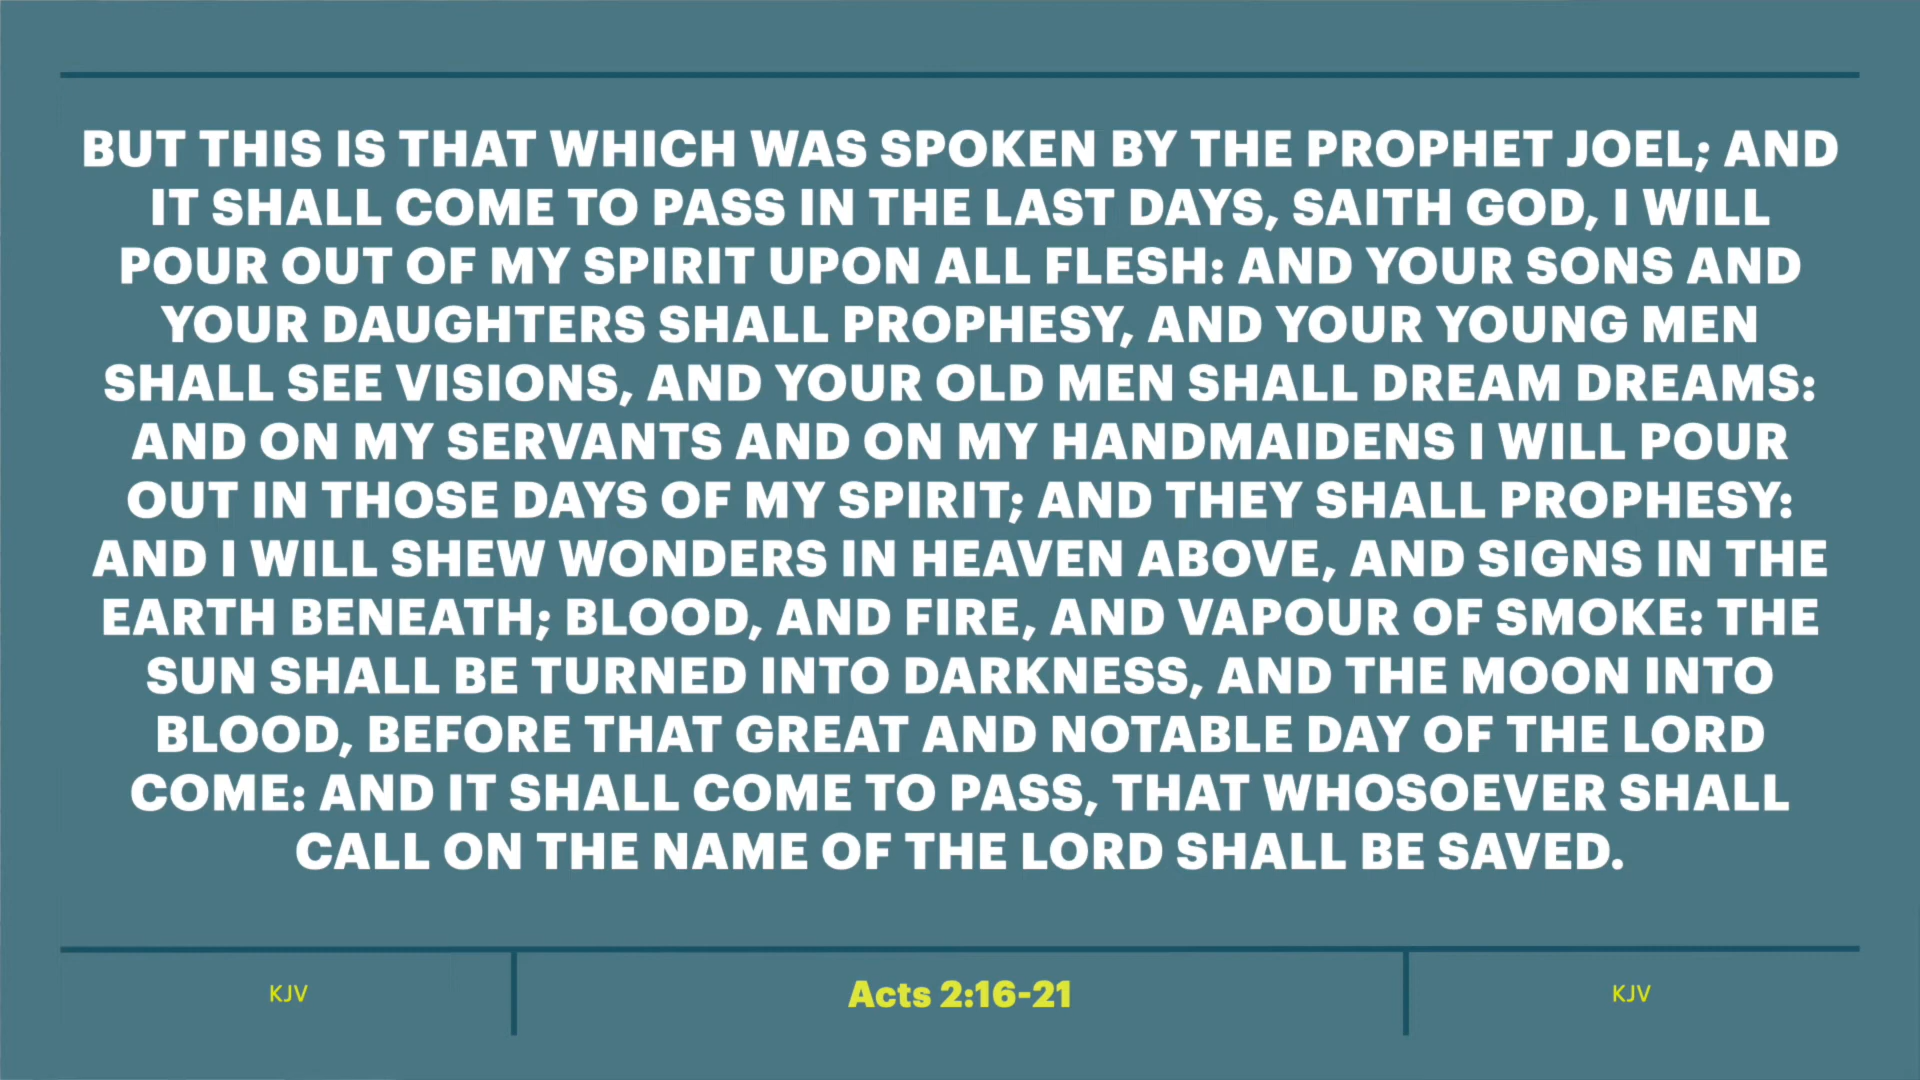 BUT THIS IS THAT WHICH WAS SPOKEN BY THE PROPHET JOEL; AND
IT SHALL COME TO PASS IN THE LAST DAYS, SAITH GOD, I WILL
POUR OUT OF MY SPIRIT UPON ALL FLESH: AND YOUR SONS AND
YOUR DAUGHTERS SHALL PROPHESY, AND YOUR YOUNG MEN
SHALL SEE VISIONS, AND YOUR OLD MEN SHALL DREAM DREAMS:
AND ON MY SERVANTS AND ON MY HANDMAIDENS I WILL POUR
OUT IN THOSE DAYS OF MY SPIRIT; AND THEY SHALL PROPHESY:
AND I WILL SHEW WONDERS IN HEAVEN ABOVE, AND SIGNS IN THE
EARTH BENEATH; BLOOD, AND FIRE, AND VAPOUR OF SMOKE: THE
SUN SHALL BE TURNED INTO DARKNESS, AND THE MOON INTO
BLOOD, BEFORE THAT GREAT AND NOTABLE DAY OF THE LORD
COME: AND IT SHALL COME TO PASS, THAT WHOSOEVER SHALL
CALL ON THE NAME OF THE LORD SHALL BE SAVED.
KJV
Acts 2:16-21
KJV